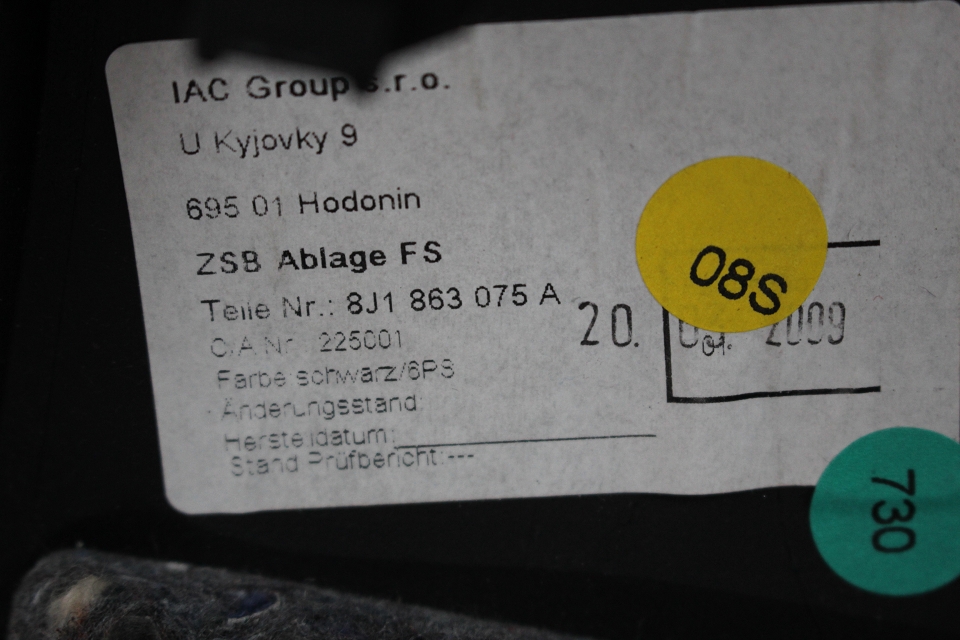 IAC Group s.r.o.
U Kyjovky 9
695 01 Hodonin
ZSB Ablage FS
Teile Nr.: 8J1 863 075 A
C/A Nr. 225001
Farbe schwarz/6PS
Änderungsstand:
Herstelldatum:
Stand Prüfbericht:---
08S
20. 2009
01.
730